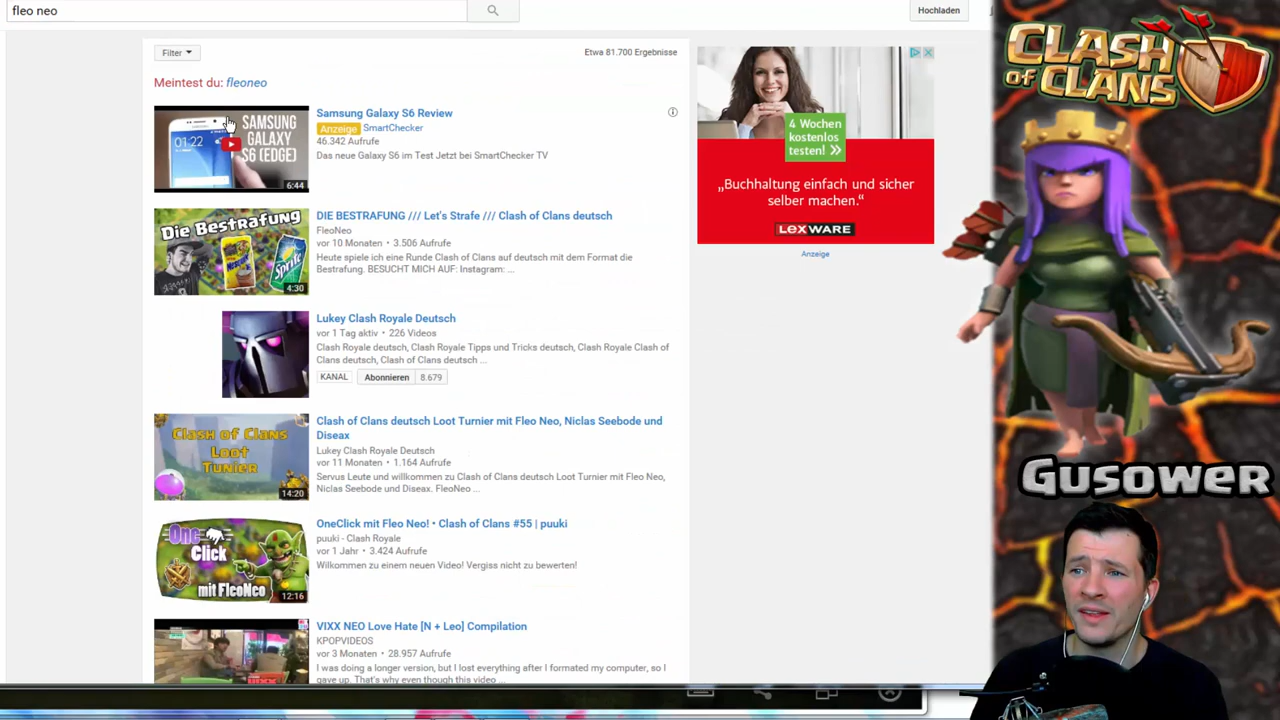 fleo neo
Hochladen
Filter
Etwa 81.700 Ergebnisse
Meintest du: fleoneo
01:22
SAMSUNG
GALAXY
S6 (EDGE)
6:44
Samsung Galaxy S6 Review
Anzeige SmartChecker
46.342 Aufrufe
Das neue Galaxy S6 im Test Jetzt bei SmartChecker TV
Die Bestrafung
Sprite
4:30
DIE BESTRAFUNG /// Let's Strafe /// Clash of Clans deutsch
FleoNeo
vor 10 Monaten • 3.506 Aufrufe
Heute spiele ich eine Runde Clash of Clans auf deutsch mit dem Format die
Bestrafung. BESUCHT MICH AUF: Instagram: ...
Lukey Clash Royale Deutsch
vor 1 Tag aktiv • 226 Videos
Clash Royale deutsch, Clash Royale Tipps und Tricks deutsch, Clash Royale Clash of
Clans deutsch, Clash of Clans deutsch ...
KANAL Abonnieren 8.679
Clash of Clans
Loot
Tunier
14:20
Clash of Clans deutsch Loot Turnier mit Fleo Neo, Niclas Seebode und
Diseax
Lukey Clash Royale Deutsch
vor 11 Monaten • 1.164 Aufrufe
Servus Leute und willkommen zu Clash of Clans deutsch Loot Turnier mit Fleo Neo,
Niclas Seebode und Diseax. FleoNeo ...
One
Click
mit FleoNeo
12:16
OneClick mit Fleo Neo! • Clash of Clans #55 | puuki
puuki - Clash Royale
vor 1 Jahr • 3.424 Aufrufe
Wilkommen zu einem neuen Video! Vergiss nicht zu bewerten!
VIXX NEO Love Hate [N + Leo] Compilation
KPOPVIDEOS
vor 3 Monaten • 28.957 Aufrufe
I was doing a longer version, but I lost everything after I formated my computer, so I
gave up. That's why even though this video ...
4 Wochen
kostenlos
testen!
„Buchhaltung einfach und sicher
selber machen.“
LEXWARE
Anzeige
CLASH
OF CLANS
GUSOWER